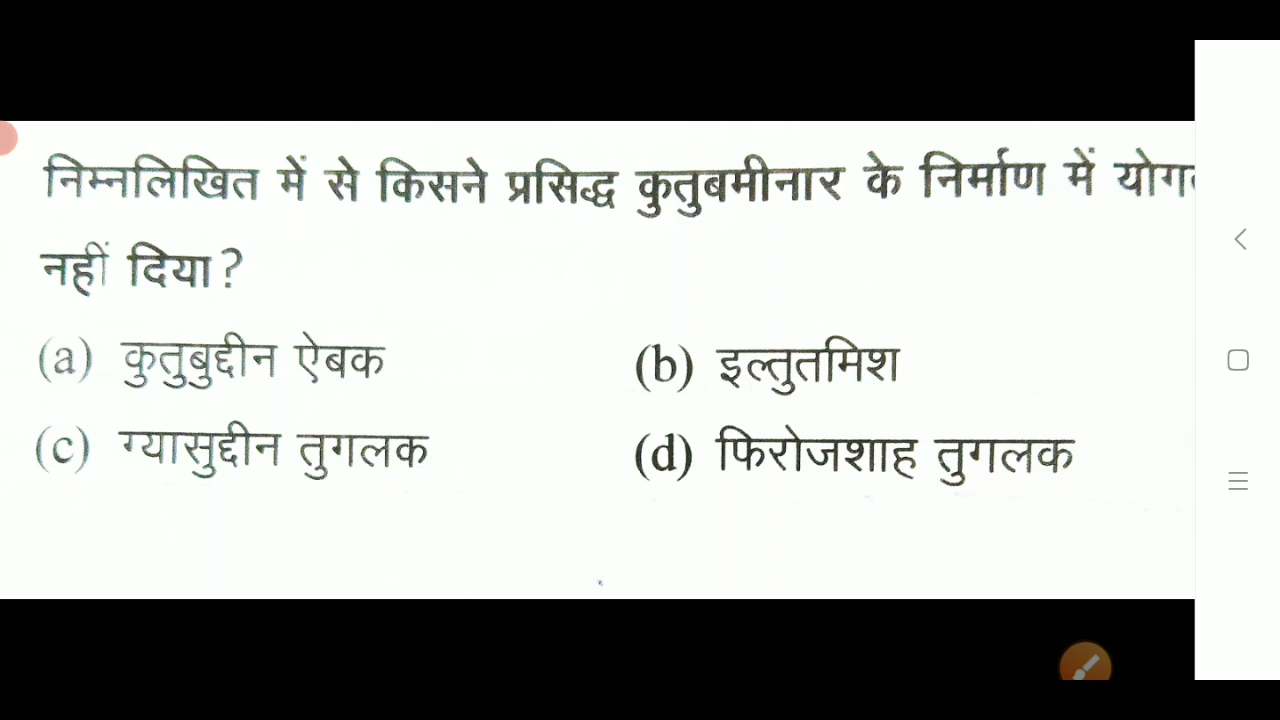 निम्नलिखित में से किसने प्रसिद्ध कुतुबमीनार के निर्माण में
नहीं दिया?
(a) कुतुबुद्दीन ऐबक (b) इल्तुतमिश
(c) ग्यासुद्दीन तुगलक (d) फिरोजशाह तुगलक